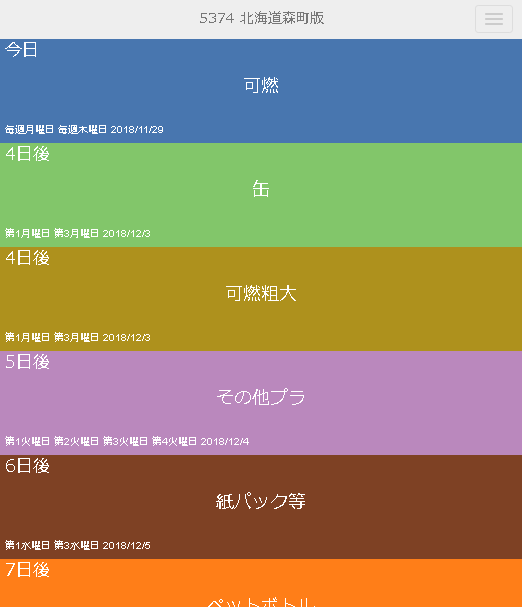 5374 北海道森町版
今日
可燃
毎週月曜日 毎週木曜日 2018/11/29
4日後
缶
第1月曜日 第3月曜日 2018/12/3
4日後
可燃粗大
第1月曜日 第3月曜日 2018/12/3
5日後
その他プラ
第1火曜日 第2火曜日 第3火曜日 第4火曜日 2018/12/4
6日後
紙パック等
第1水曜日 第3水曜日 2018/12/5
7日後
ペットボトル